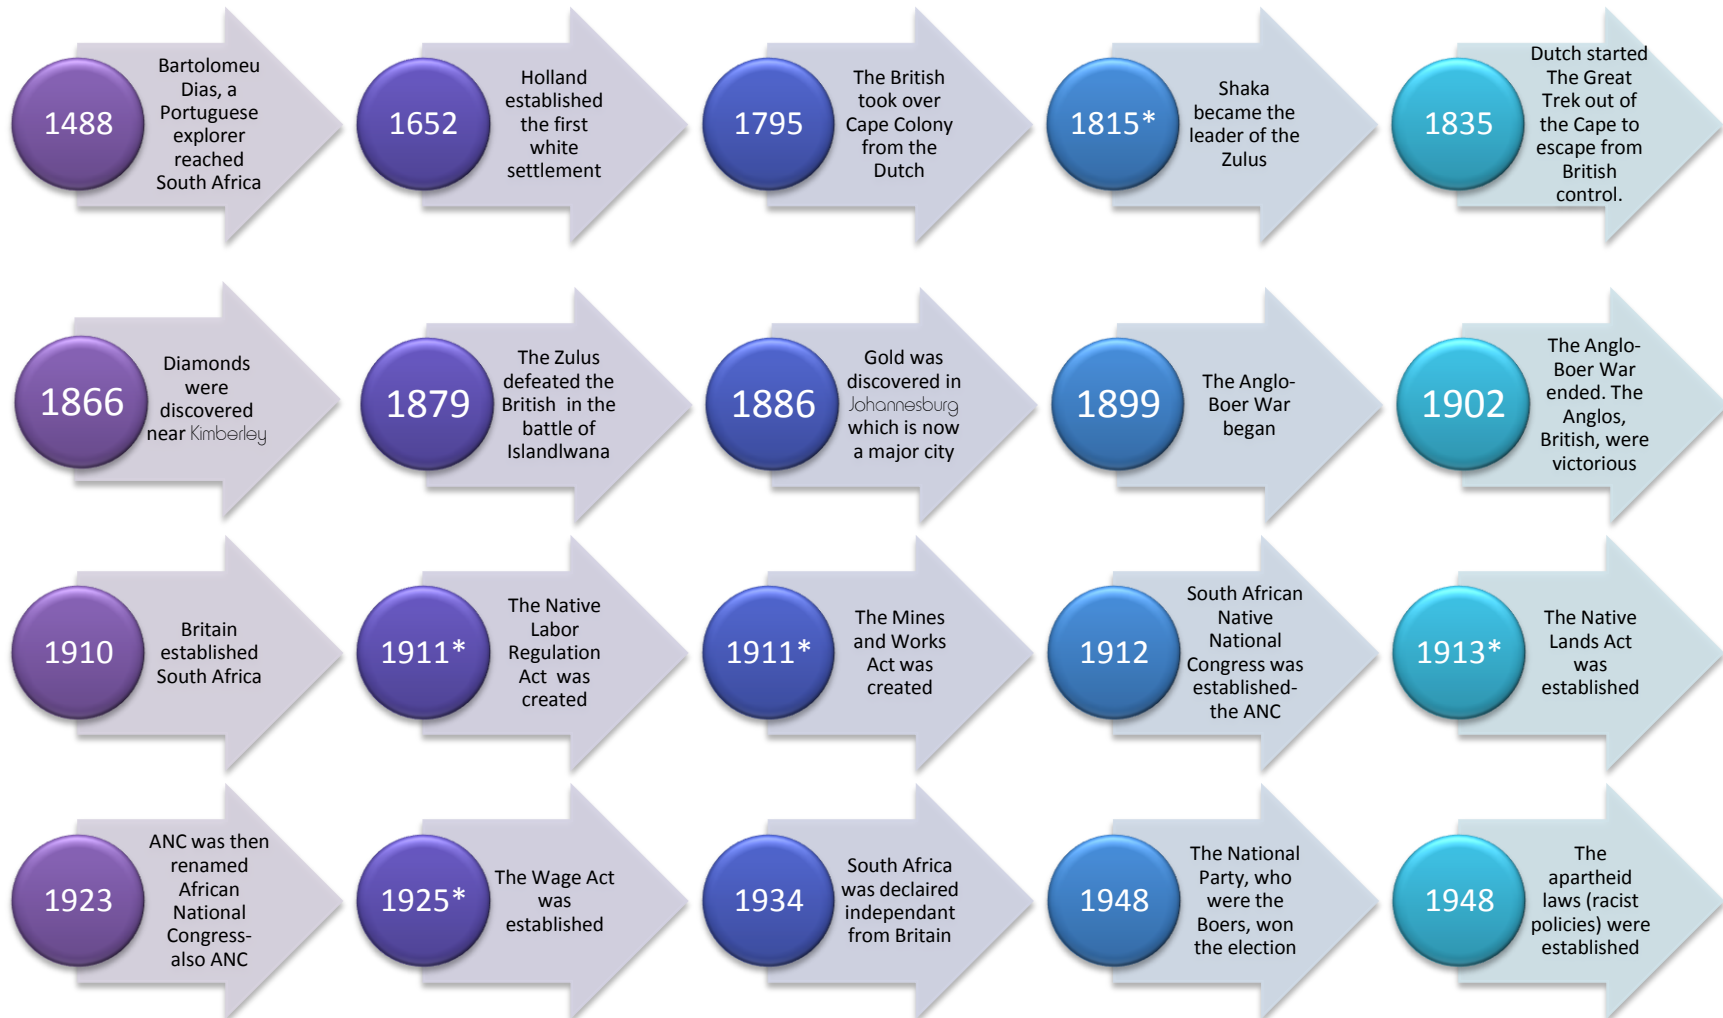 1488
Bartolomeu
Dias, a
Portuguese
explorer
reached
South Africa
1652
Holland
established
the first
white
settlement
1795
The British
took over
Cape Colony
from the
Dutch
1815*
Shaka
became the
leader of the
Zulus
1835
Dutch started
The Great
Trek out of
the Cape to
escape from
British
control.
1866
Diamonds
were
discovered
near Kimberley
1879
The Zulus
defeated the
British in the
battle of
Islandlwana
1886
Gold was
discovered in
Johannesburg
which is now
a major city
1899
The Anglo-
Boer War
began
1902
The Anglo-
Boer War
ended. The
Anglos,
British, were
victorious
1910
Britain
established
South Africa
1911*
The Native
Labor
Regulation
Act was
created
1911*
The Mines
and Works
Act was
created
1912
South African
Native
National
Congress was
established-
the ANC
1913*
The Native
Lands Act
was
established
1923
ANC was then
renamed
African
National
Congress-
also ANC
1925*
The Wage Act
was
established
1934
South Africa
was declaired
independant
from Britain
1948
The National
Party, who
were the
Boers, won
the election
1948
The
apartheid
laws (racist
policies) were
established